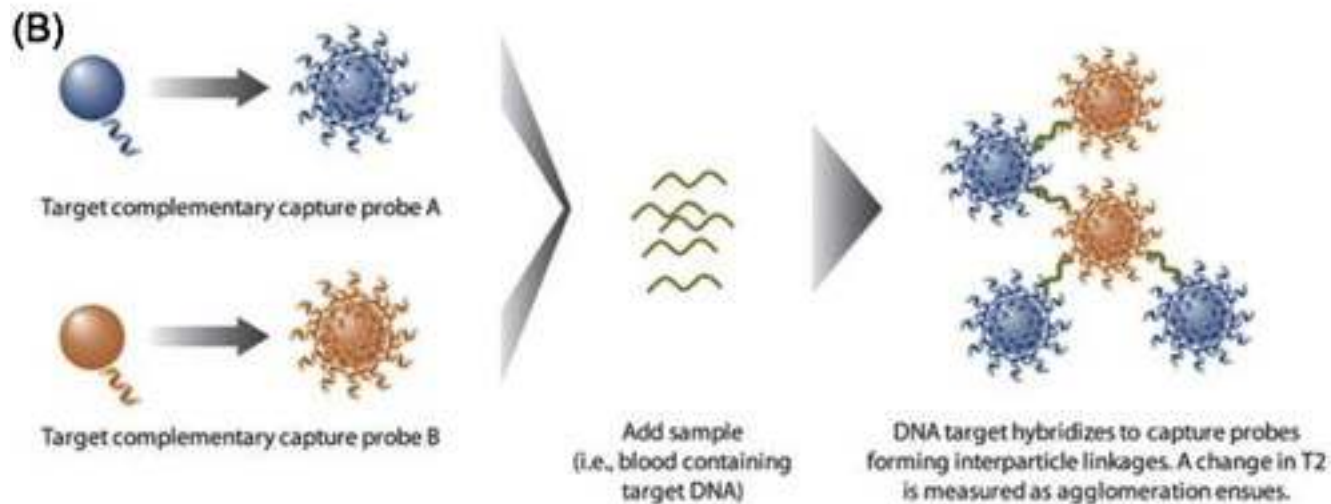 (B)
Target complementary capture probe A
Target complementary capture probe B
Add sample
(i.e., blood containing
target DNA)
DNA target hybridizes to capture probes
forming interparticle linkages. A change in T2
is measured as agglomeration ensues.